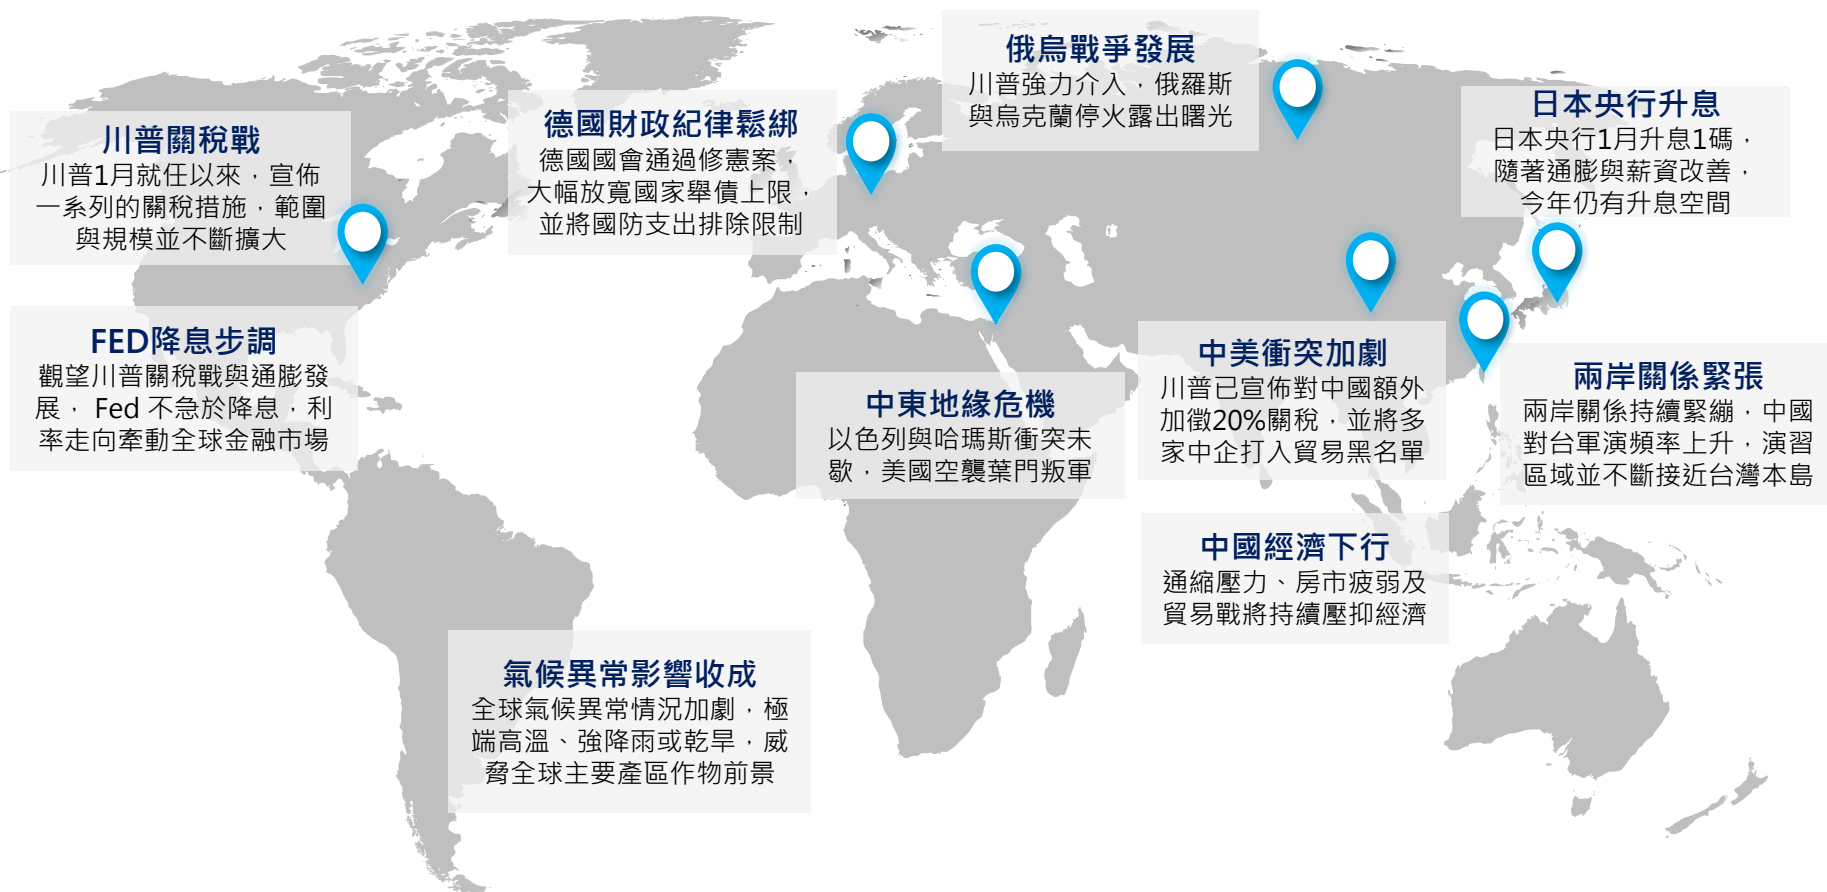 俄烏戰爭發展
川普強力介入，俄羅斯
與烏克蘭停火露出曙光
日本央行升息
日本央行1月升息1碼，
隨著通膨與薪資改善，
今年仍有升息空間
德國財政紀律鬆綁
德國國會通過修憲案，
大幅放寬國家舉債上限，
並將國防支出排除限制
川普關稅戰
川普1月就任以來，宣佈
一系列的關稅措施，範圍
與規模並不斷擴大
FED降息步調
觀望川普關稅戰與通膨發
展， Fed 不急於降息，利
率走向牽動全球金融市場
中東地緣危機
以色列與哈瑪斯衝突未
歇，美國空襲葉門叛軍
中美衝突加劇
川普已宣佈對中國額外
加徵20%關稅，並將多
家中企打入貿易黑名單
兩岸關係緊張
兩岸關係持續緊繃，中國
對台軍演頻率上升，演習
區域並不斷接近台灣本島
中國經濟下行
通縮壓力、房市疲弱及
貿易戰將持續壓抑經濟
氣候異常影響收成
全球氣候異常情況加劇，極
端高溫、強降雨或乾旱，威
脅全球主要產區作物前景